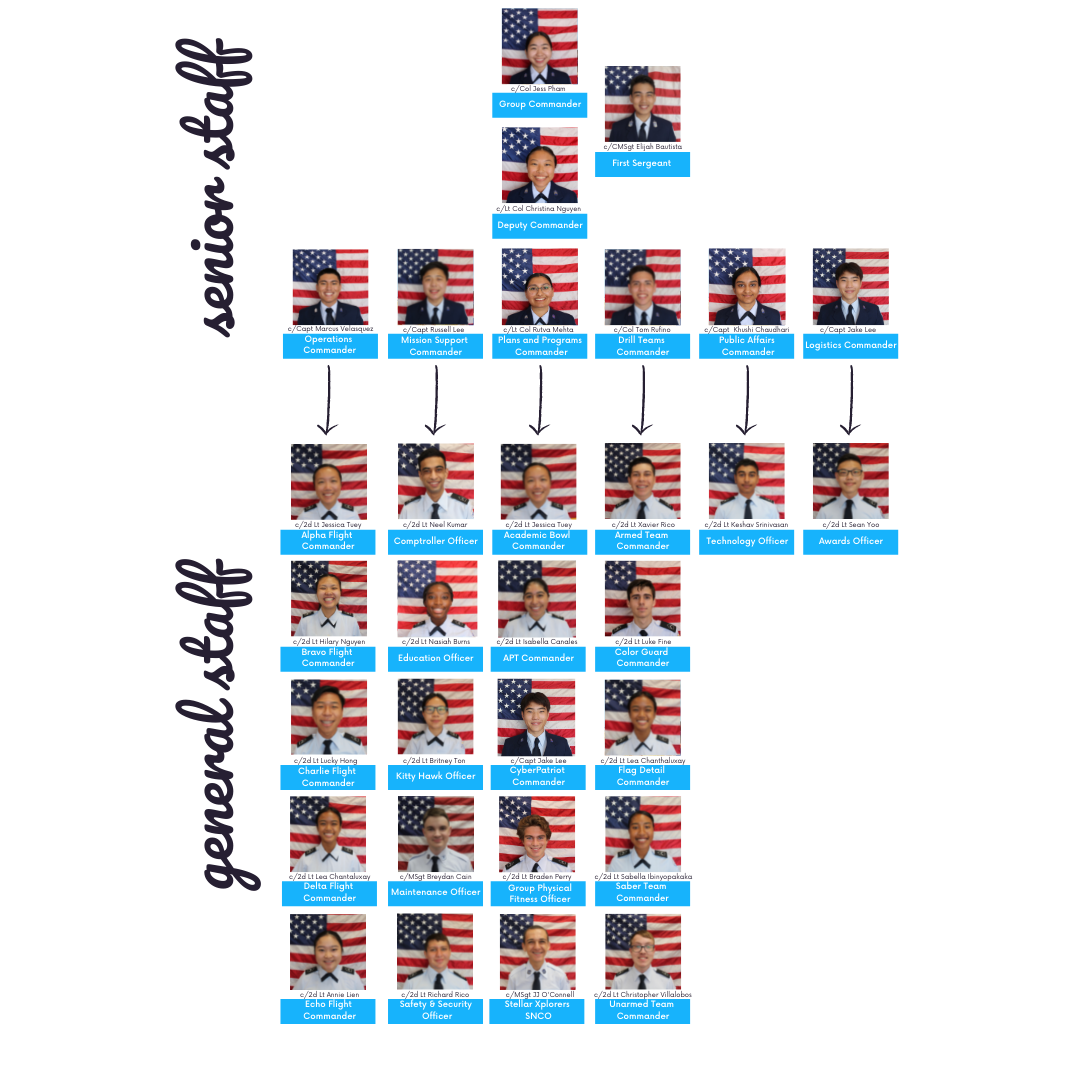 senior staff
c/Col Jess Pham
Group Commander
c/CMSgt Elijah Bautista
First Sergeant
c/Lt Col Christina Nguyen
Deputy Commander
c/Capt Marcus Velasquez
Operations
Commander
c/Capt Russell Lee
Mission Support
Commander
c/Lt Col Rutva Mehta
Plans and Programs
Commander
c/Col Tom Rufino
Drill Teams
Commander
c/Capt Khushi Chaudhari
Public Affairs
Commander
c/Capt Jake Lee
Logistics Commander
general staff
c/2d Lt Jessica Tuey
Alpha Flight
Commander
c/2d Lt Neel Kumar
Comptroller Officer
c/2d Lt Jessica Tuey
Academic Bowl
Commander
c/2d Lt Xavier Rico
Armed Team
Commander
c/2d Lt Keshav Srinivasan
Technology Officer
c/2d Lt Sean Yoo
Awards Officer
c/2d Lt Hilary Nguyen
Bravo Flight
Commander
c/2d Lt Nasiah Burns
Education Officer
c/2d Lt Isabella Canales
APT Commander
c/2d Lt Luke Fine
Color Guard
Commander
c/2d Lt Lucky Hong
Charlie Flight
Commander
c/2d Lt Britney Ton
Kitty Hawk Officer
c/Capt Jake Lee
CyberPatriot
Commander
c/2d Lt Lea Chanthaluxay
Flag Detail
Commander
c/2d Lt Lea Chantaluxay
Delta Flight
Commander
c/MSgt Breydan Cain
Maintenance Officer
c/2d Lt Braden Perry
Group Physical
Fitness Officer
c/2d Lt Sabella Ibinyopakaka
Saber Team
Commander
c/2d Lt Annie Lien
Echo Flight
Commander
c/2d Lt Richard Rico
Safety & Security
Officer
c/MSgt JJ O'Connell
Stellar Xplorers
SNCO
c/2d Lt Christopher Villalobos
Unarmed Team
Commander